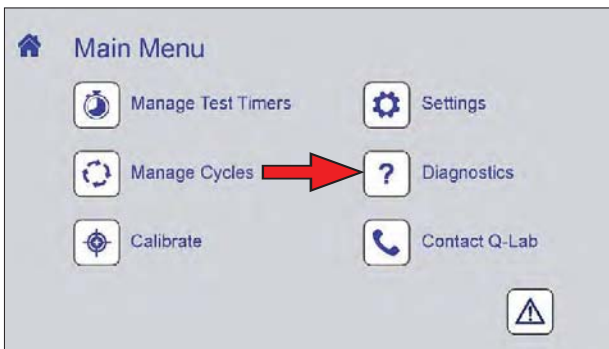 Main Menu
Manage Test Timers
Settings
Manage Cycles
? Diagnostics
Calibrate
Contact Q-Lab